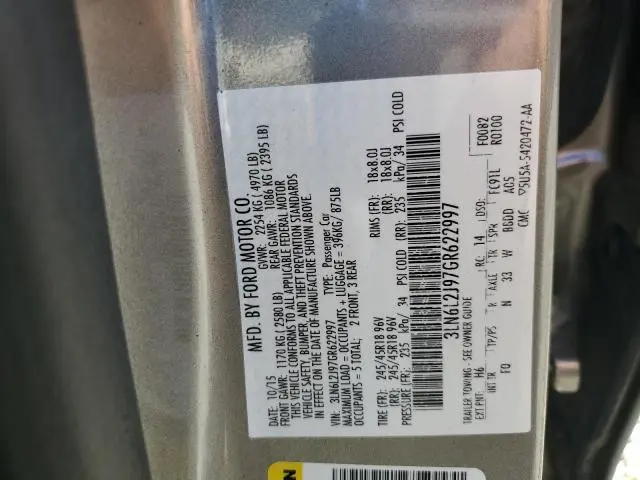 MFD. BY FORD MOTOR CO.
DATE: 10/15 GVWR: 2254 KG ( 4970 LB)
FRONT GAWR: 1170 KG ( 2580 LB) REAR GAWR: 1086 KG ( 2395 LB)
THIS VEHICLE CONFORMS TO ALL APPLICABLE FEDERAL MOTOR
VEHICLE SAFETY, BUMPER, AND THEFT PREVENTION STANDARDS
IN EFFECT ON THE DATE OF MANUFACTURE SHOWN ABOVE.
VIN: 3LN6L2J97GR622997 TYPE: Passenger Car
MAXIMUM LOAD = OCCUPANTS + LUGGAGE = 396KG/ 875LB
OCCUPANTS = 5 TOTAL; 2 FRONT, 3 REAR
TIRE (FR): 245/45R18 96V RIMS (FR): 18x8.0J
(RR): 245/45R18 96V (RR): 18x8.0J
PRESSURE (FR): 235 kPa/ 34 PSI COLD (RR): 235 kPa/ 34 PSI COLD
3LN6L2J97GR622997
TRAILER TOWING - SEE OWNER GUIDE F0082
EXT PNT: H6 RC: 14 DSO: FC91L R0100
INT TR TP/PS R AXLE TR SPR
FQ N 33 W BGGD A05
CMC 5U5A-5420472-AA